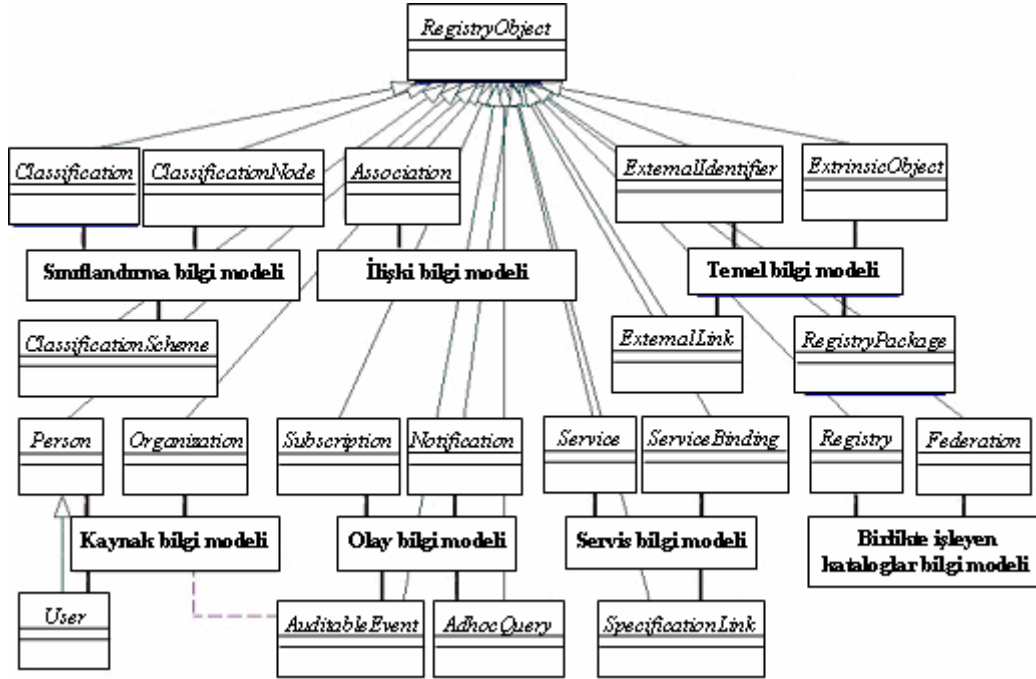 RegistryObject
Classification
ClassificationNode
Association
ExternalIdentifier
ExtrinsicObject
Sınıflandırma bilgi modeli
İlişki bilgi modeli
Temel bilgi modeli
ClassificationScheme
ExternalLink
RegistryPackage
Person
Organization
Subscription
Notification
Service
ServiceBinding
Registry
Federation
Kaynak bilgi modeli
Olay bilgi modeli
Servis bilgi modeli
Birlikte işleyen
kataloglar bilgi modeli
User
AuditableEvent
AdhocQuery
SpecificationLink